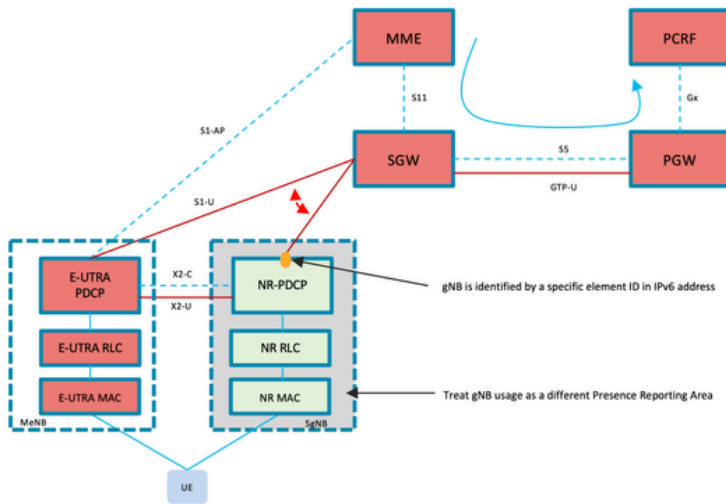 MME
PCRF
S11
Gx
S1-AP
SGW
S5
PGW
GTP-U
S1-U
E-UTRA
PDCP
X2-C
X2-U
NR-PDCP
gNB is identified by a specific element ID in IPv6 address
E-UTRA RLC
NR RLC
E-UTRA MAC
NR MAC
Treat gNB usage as a different Presence Reporting Area
MeNB
SgNB
UE